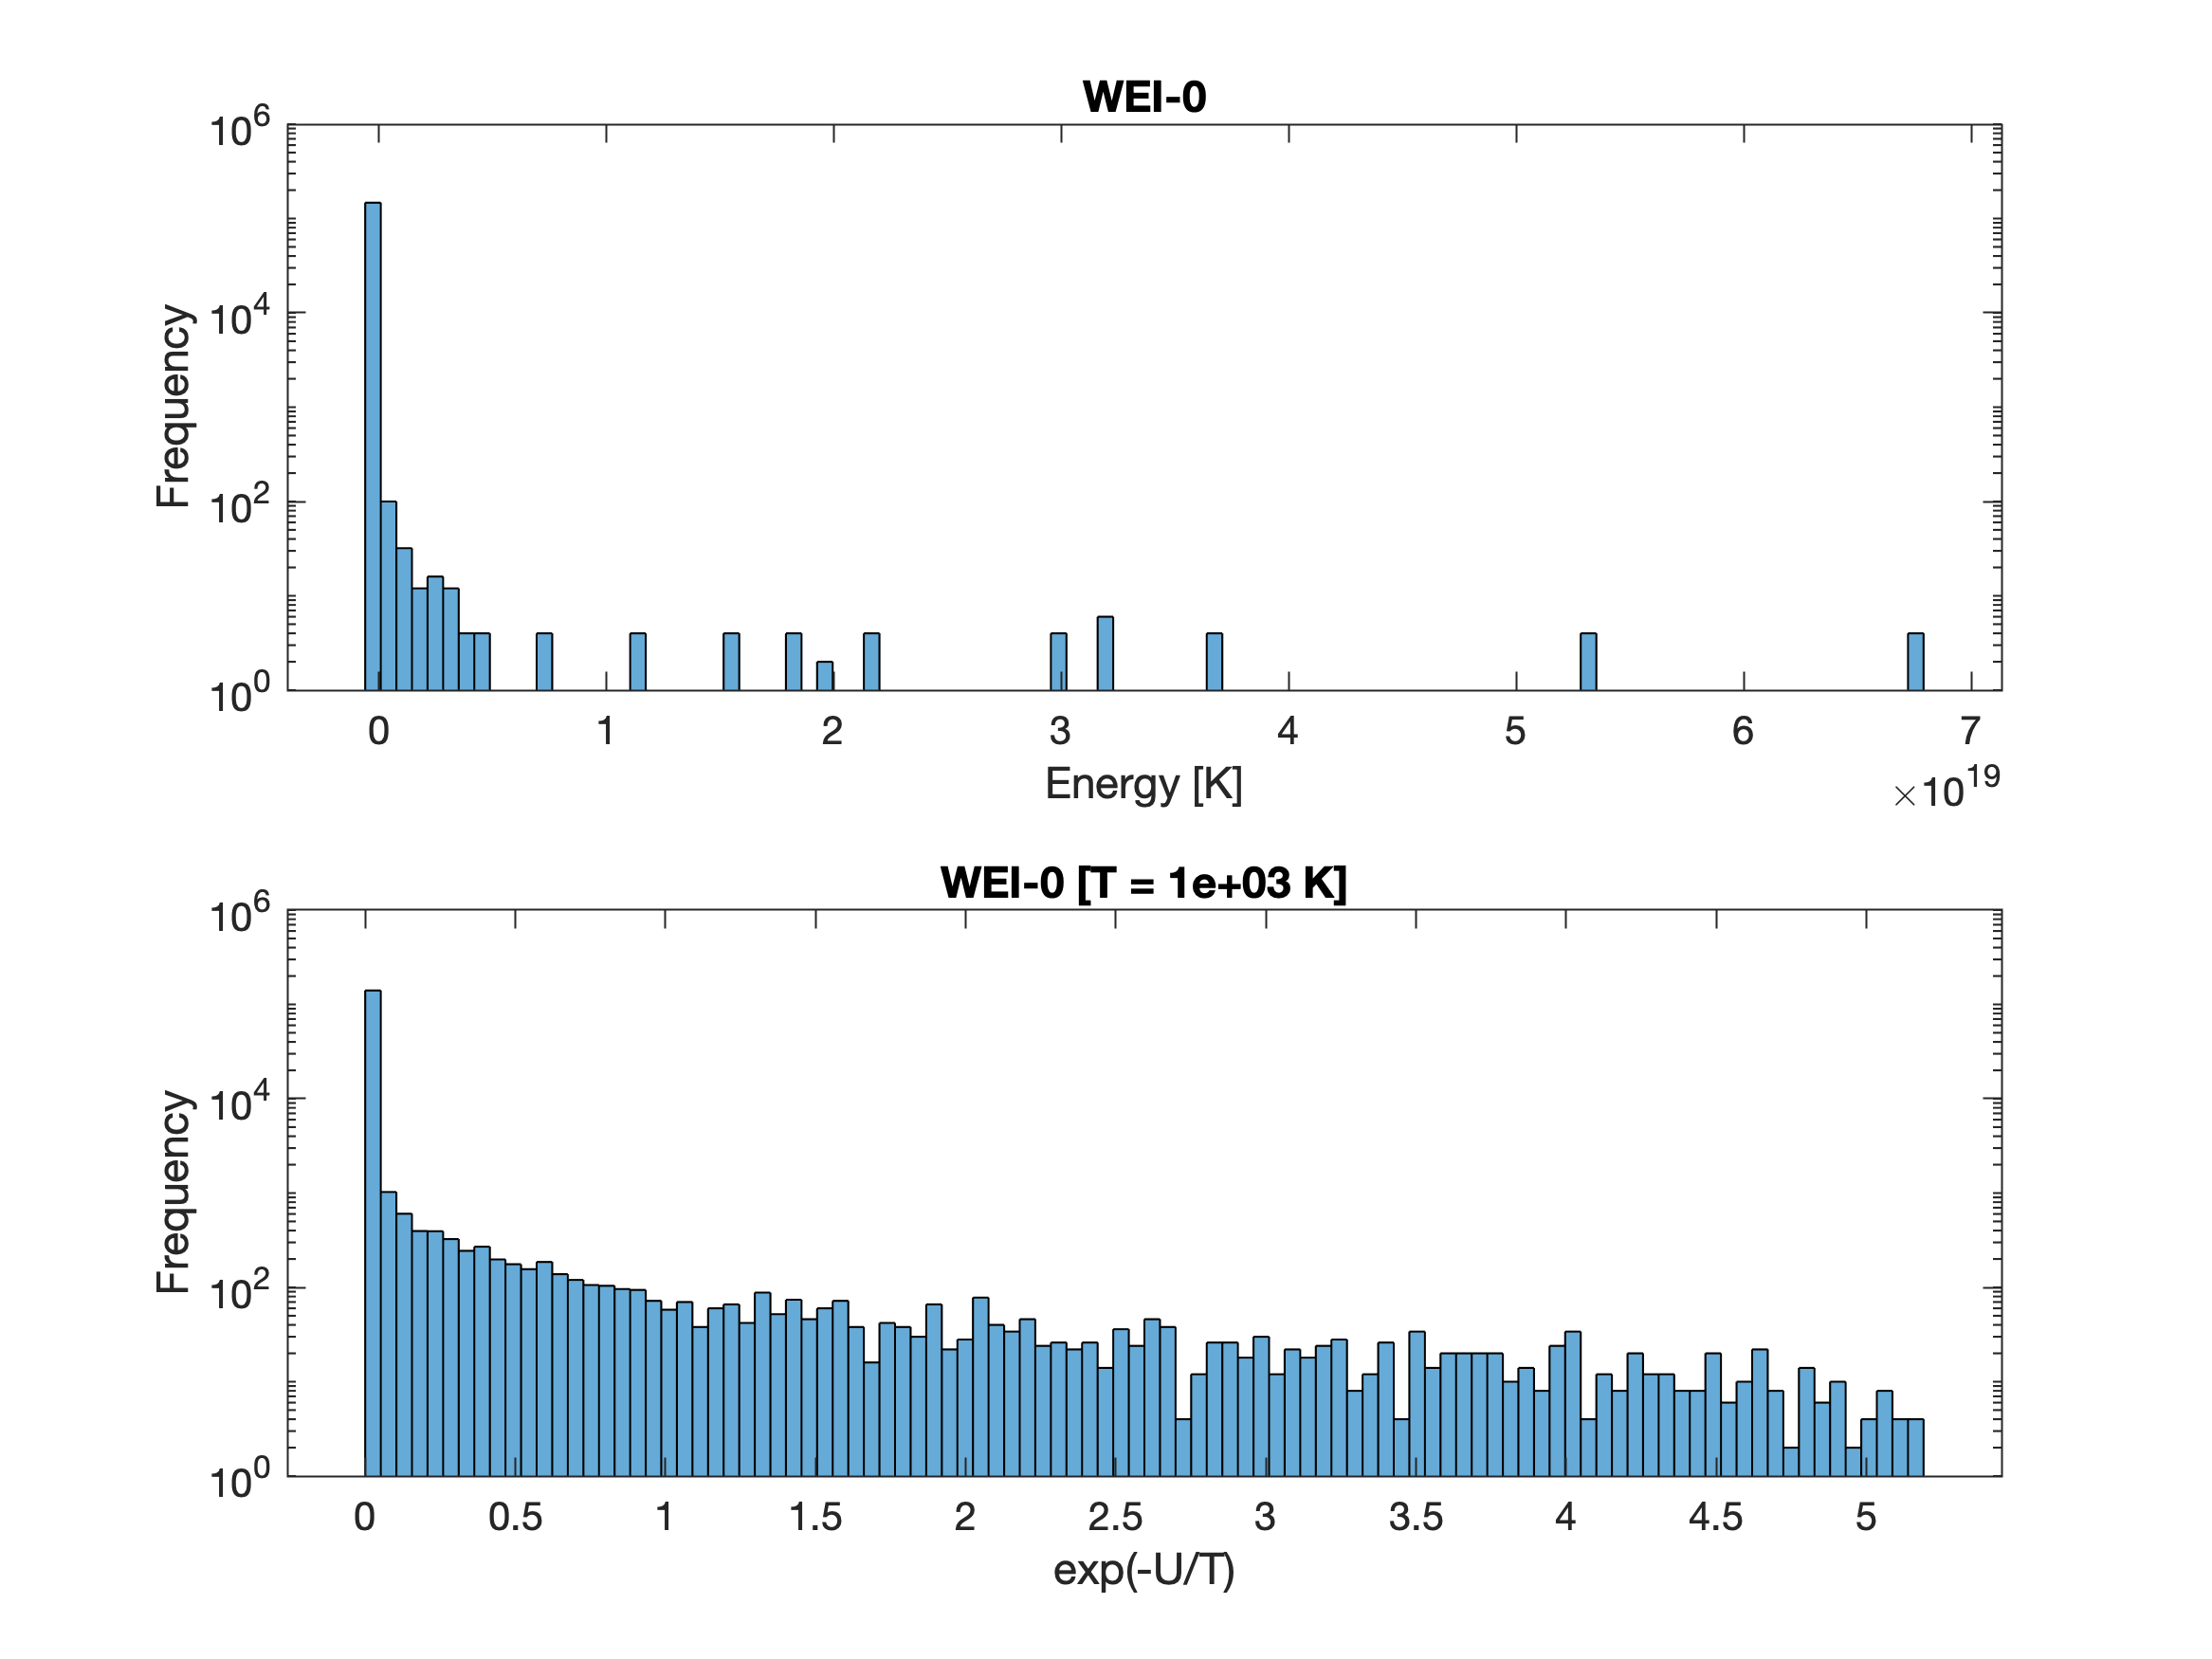 WEI-0
Frequency
10^6
10^4
10^2
10^0
0 1 2 3 4 5 6 7
Energy [K]
×10^19
WEI-0 [T = 1e+03 K]
Frequency
10^6
10^4
10^2
10^0
0 0.5 1 1.5 2 2.5 3 3.5 4 4.5 5
exp(-U/T)